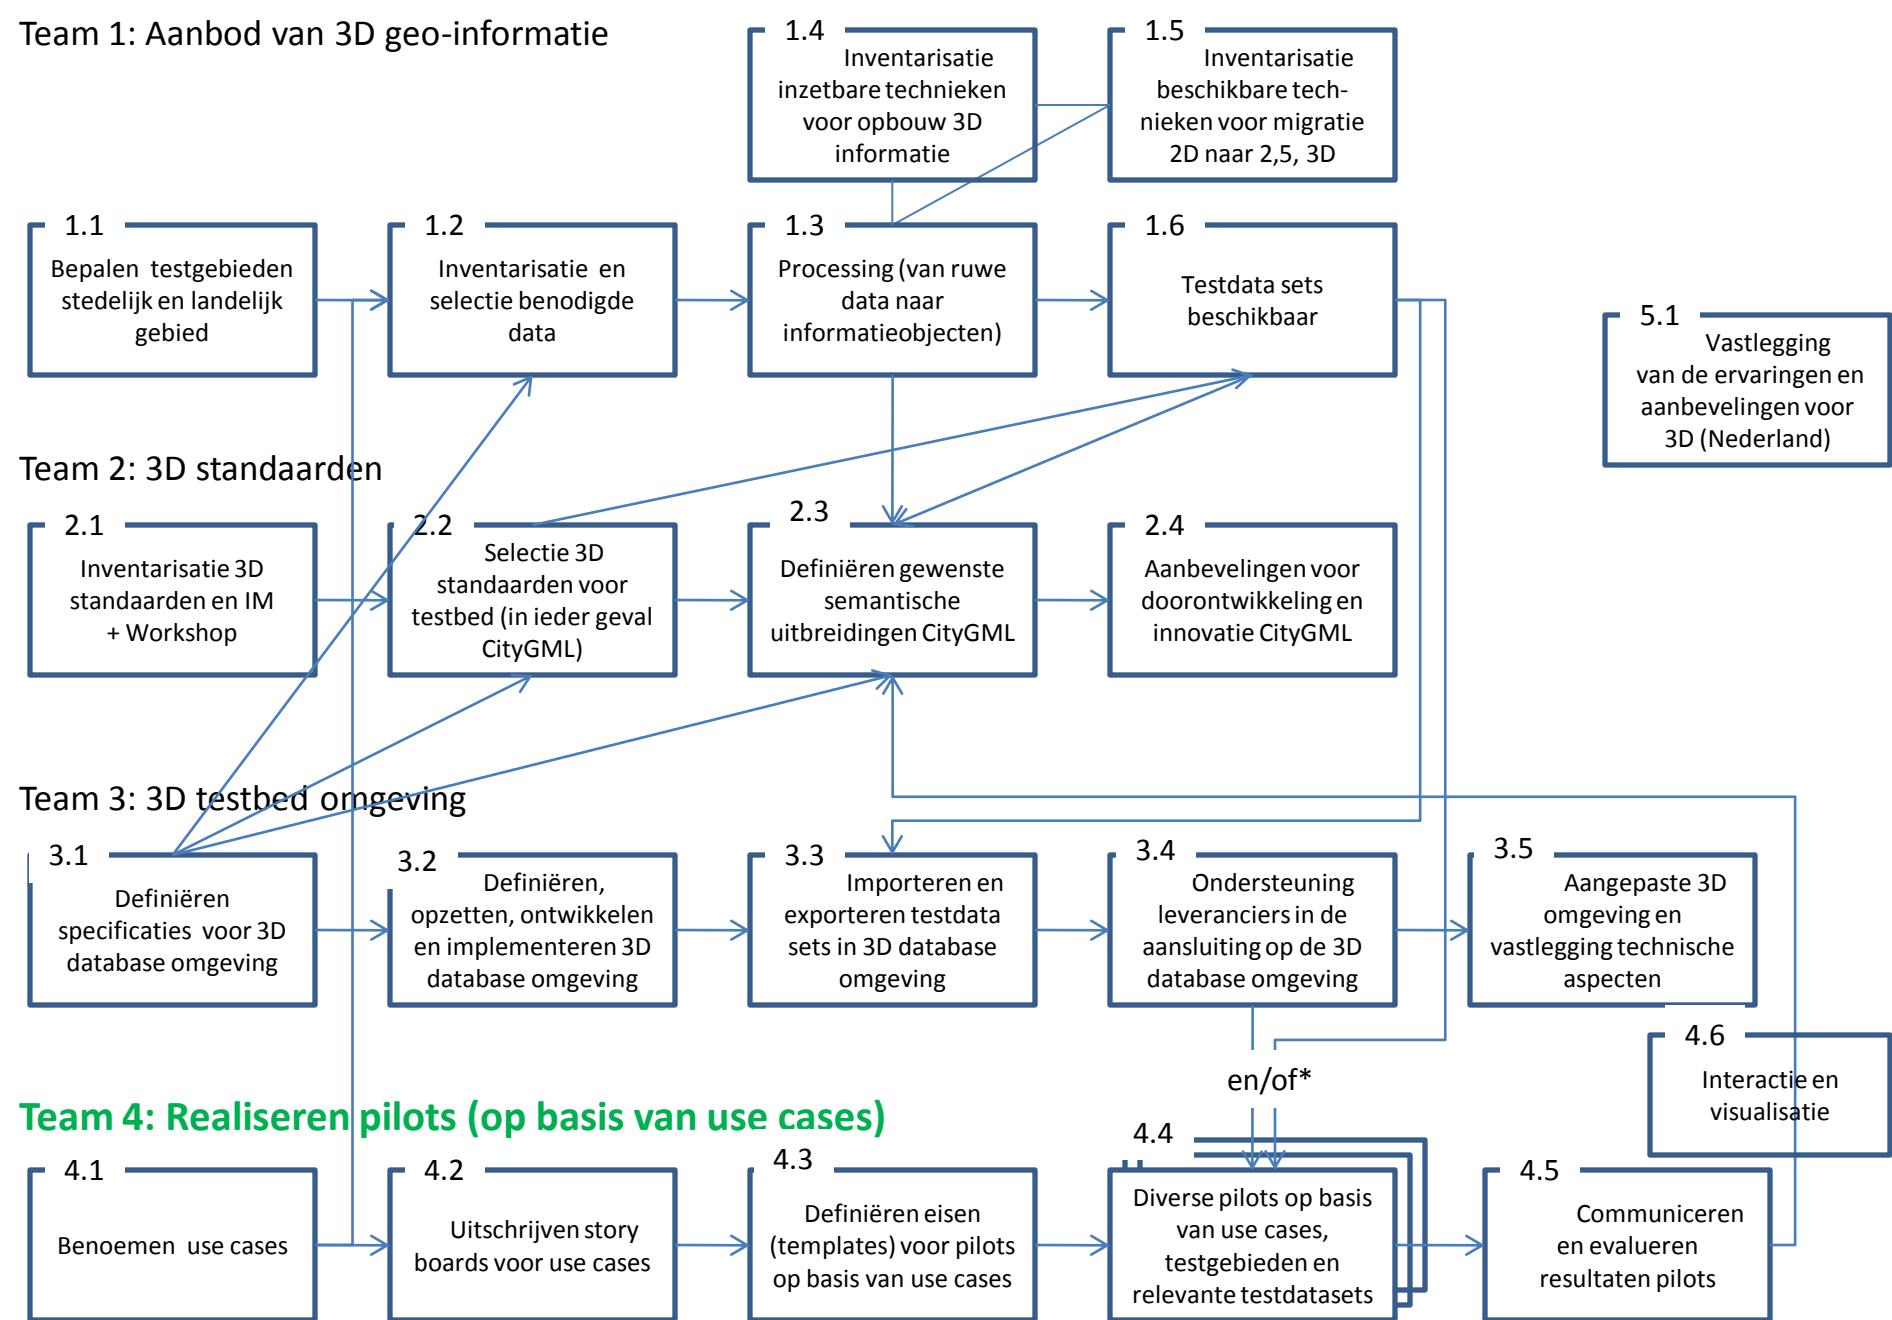 Team 1: Aanbod van 3D geo-informatie
1.4
Inventarisatie
inzetbare technieken
voor opbouw 3D
informatie
1.5
Inventarisatie
beschikbare tech-
nieken voor migratie
2D naar 2,5, 3D
1.1
Bepalen testgebieden
stedelijk en landelijk
gebied
1.2
Inventarisatie en
selectie benodigde
data
1.3
Processing (van ruwe
data naar
informatieobjecten)
1.6
Testdata sets
beschikbaar
5.1
Vastlegging
van de ervaringen en
aanbevelingen voor
3D (Nederland)
Team 2: 3D standaarden
2.1
Inventarisatie 3D
standaarden en IM
+ Workshop
2.2
Selectie 3D
standaarden voor
testbed (in ieder geval
CityGML)
2.3
Definiëren gewenste
semantische
uitbreidingen CityGML
2.4
Aanbevelingen voor
doorontwikkeling en
innovatie CityGML
Team 3: 3D testbed omgeving
3.1
Definiëren
specificaties voor 3D
database omgeving
3.2
Definiëren,
opzetten, ontwikkelen
en implementeren 3D
database omgeving
3.3
Importeren en
exporteren testdata
sets in 3D database
omgeving
3.4
Ondersteuning
leveranciers in de
aansluiting op de 3D
database omgeving
3.5
Aangepaste 3D
omgeving en
vastlegging technische
aspecten
en/of*
4.6
Interactie en
visualisatie
Team 4: Realiseren pilots (op basis van use cases)
4.1
Benoemen use cases
4.2
Uitschrijven story
boards voor use cases
4.3
Definiëren eisen
(templates) voor pilots
op basis van use cases
4.4
Diverse pilots op basis
van use cases,
testgebieden en
relevante testdatasets
4.5
Communiceren
en evalueren
resultaten pilots